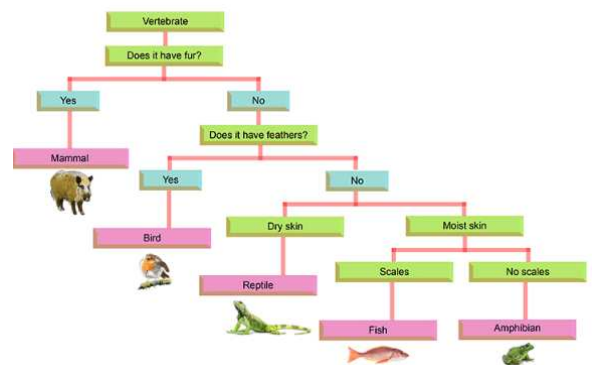 Vertebrate
Does it have fur?
Yes
No
Does it have feathers?
Mammal
Yes
No
Dry skin
Moist skin
Bird
Scales
No scales
Reptile
Fish
Amphibian